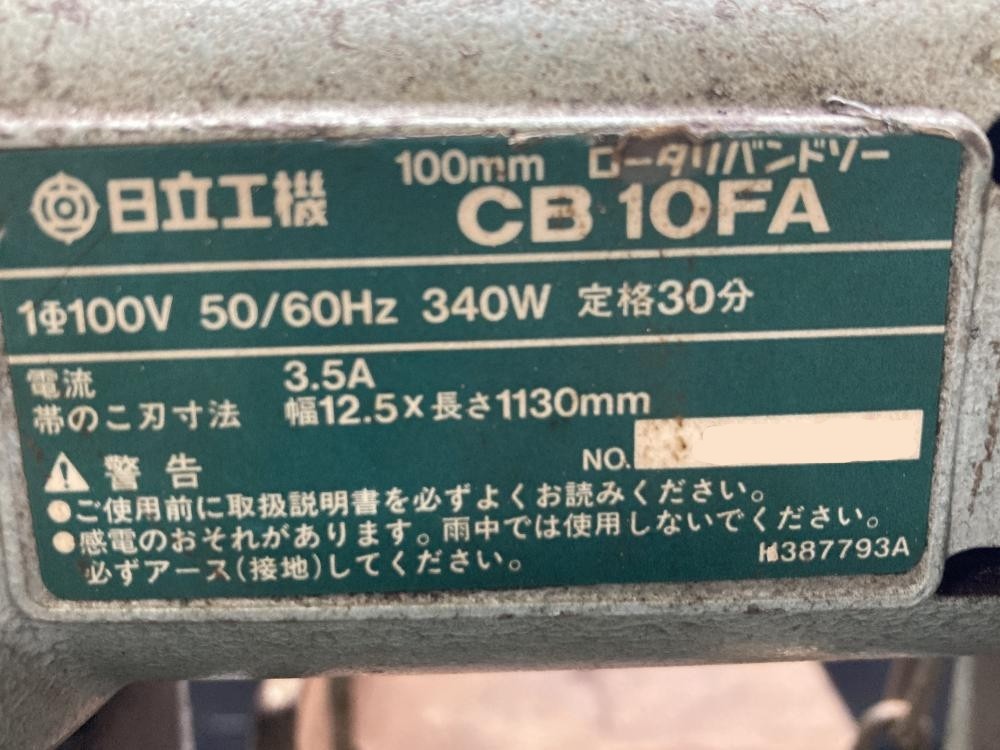 日立工機
100mm ロータリバンドソー
CB 10FA
1Φ100V 50/60Hz 340W 定格30分
電流 3.5A
帯のこ刃寸法 幅12.5×長さ1130mm
NO.
警告
●ご使用前に取扱説明書を必ずよくお読みください。
●感電のおそれがあります。雨中では使用しないでください。
必ずアース(接地)してください。
H387793A